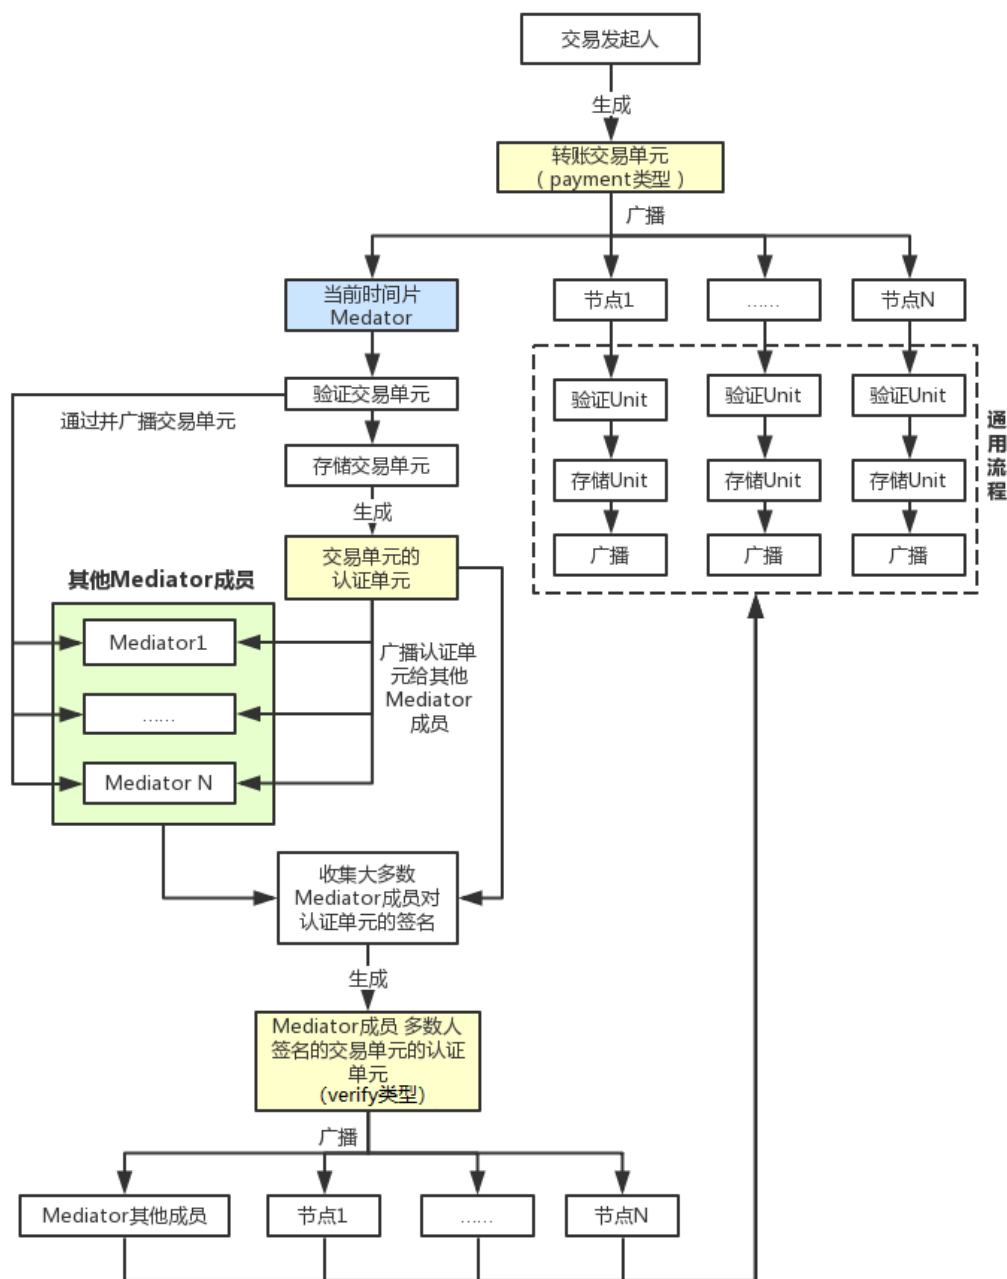 交易发起人
生成
转账交易单元
（payment类型）
广播
当前时间片
Medator
节点1
……
节点N
验证交易单元
通过并广播交易单元
存储交易单元
生成
验证Unit
验证Unit
验证Unit
存储Unit
存储Unit
存储Unit
广播
广播
广播
通用流程
交易单元的
认证单元
其他Mediator成员
Mediator1
……
Mediator N
广播认证单
元给其他
Mediator
成员
收集大多数
Mediator成员对
认证单元的签名
生成
Mediator成员 多数人
签名的交易单元的认证
单元
（verify类型）
广播
Mediator其他成员
节点1
……
节点N